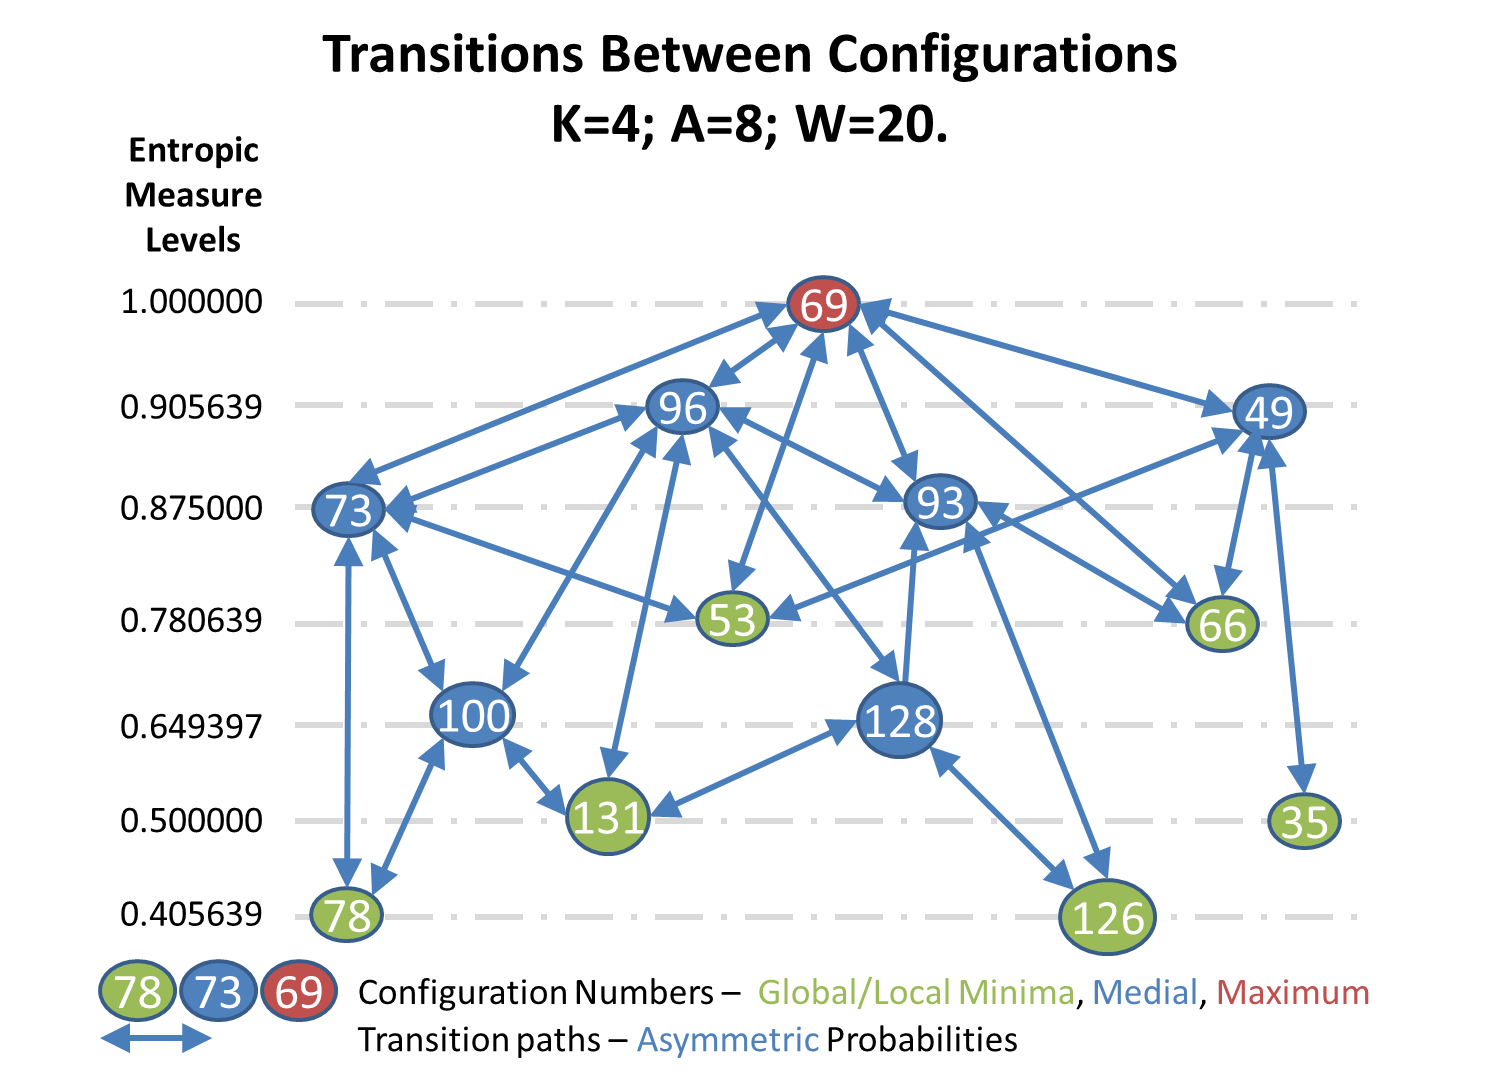 Transitions Between Configurations
K=4; A=8; W=20.
Entropic
Measure
Levels
1.000000
69
0.905639
96
49
0.875000
73
93
0.780639
53
66
0.649397
100
128
0.500000
131
35
0.405639
78
126
78 73 69 Configuration Numbers – Global/Local Minima, Medial, Maximum
Transition paths – Asymmetric Probabilities